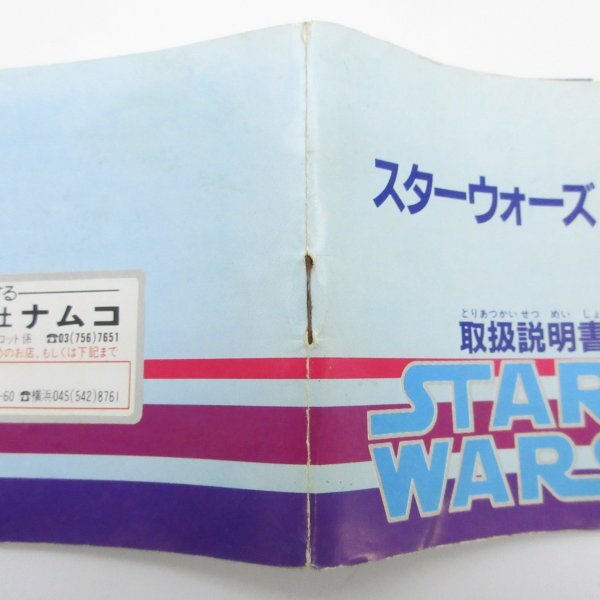 する
社ナムコ
コット係 ☎03(756)7651
のお店、もしくは下記まで
-60 ☎横浜045(542)8761
スターウォーズ
とりあつかいせつ めい しょ
取扱説明書
STAR
WARS